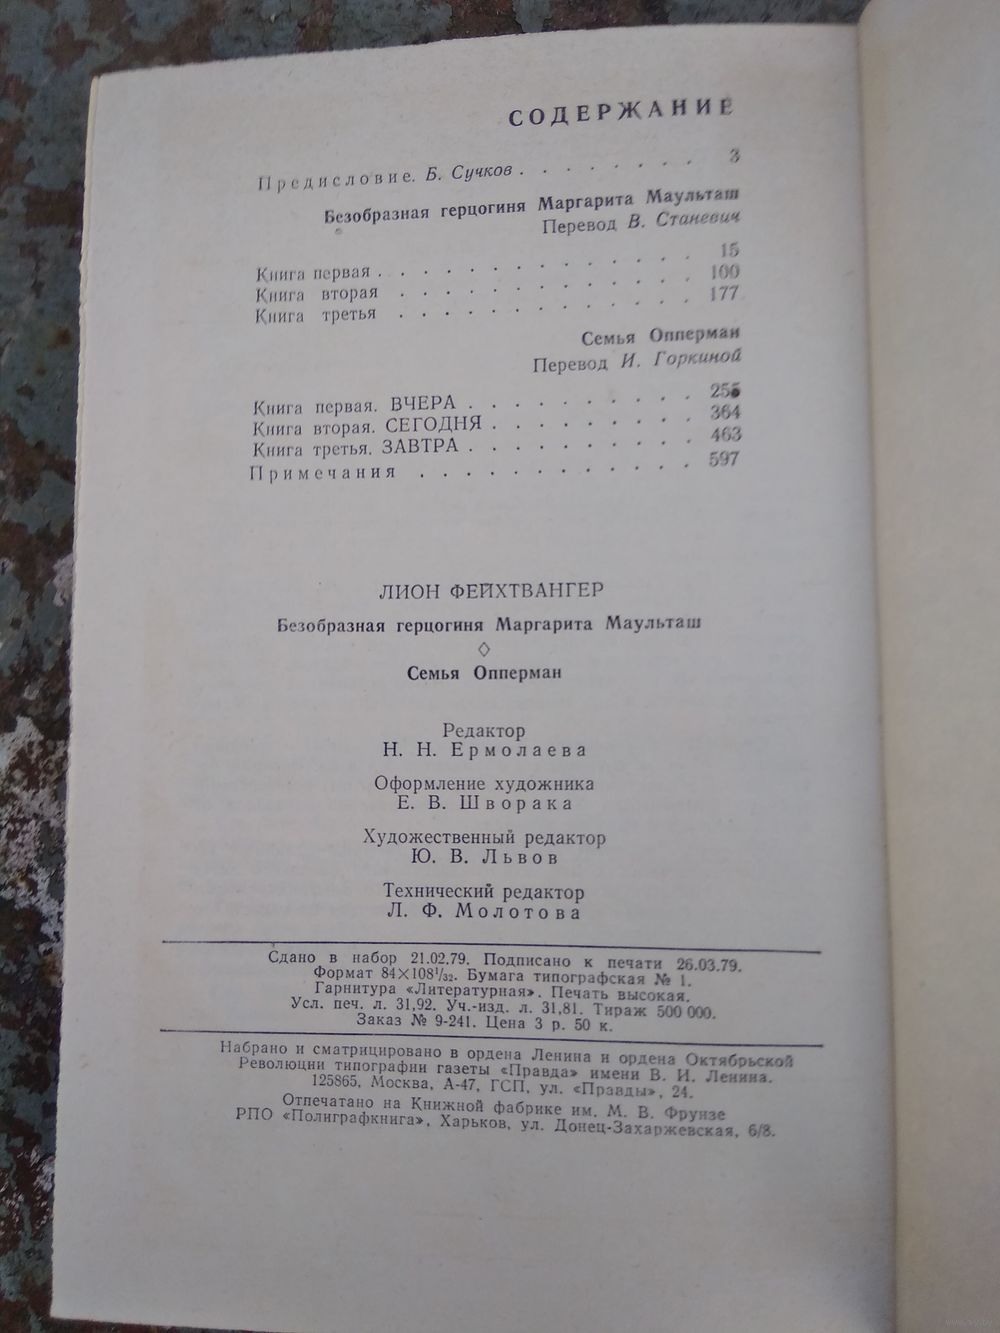 СОДЕРЖАНИЕ
Предисловие. Б. Сучков . . . . . . . . 3
Безобразная герцогиня Маргарита Маульташ
Перевод В. Станевич
Книга первая . . . . . . . . . . . . . . 15
Книга вторая . . . . . . . . . . . . . 100
Книга третья . . . . . . . . . . . . . 177
Семья Опперман
Перевод И. Горкиной
Книга первая. ВЧЕРА . . . . . . . . . . 255
Книга вторая. СЕГОДНЯ . . . . . . . . . 364
Книга третья. ЗАВТРА . . . . . . . . . . 463
Примечания . . . . . . . . . . . . 597
ЛИОН ФЕЙХТВАНГЕР
Безобразная герцогиня Маргарита Маульташ
◊
Семья Опперман
Редактор
Н. Н. Ермолаева
Оформление художника
Е. В. Шворака
Художественный редактор
Ю. В. Львов
Технический редактор
Л. Ф. Молотова
Сдано в набор 21.02.79. Подписано к печати 26.03.79.
Формат 84×108¹/₃₂. Бумага типографская № 1.
Гарнитура «Литературная». Печать высокая.
Усл. печ. л. 31,92. Уч.-изд. л. 31,81. Тираж 500 000.
Заказ № 9-241. Цена 3 р. 50 к.
Набрано и сматрицировано в ордена Ленина и ордена Октябрьской
Революции типографии газеты «Правда» имени В. И. Ленина.
125865, Москва, А-47, ГСП, ул. «Правды», 24.
Отпечатано на Книжной фабрике им. М. В. Фрунзе
РПО «Полиграфкнига», Харьков, ул. Донец-Захаржевская, 6/8.